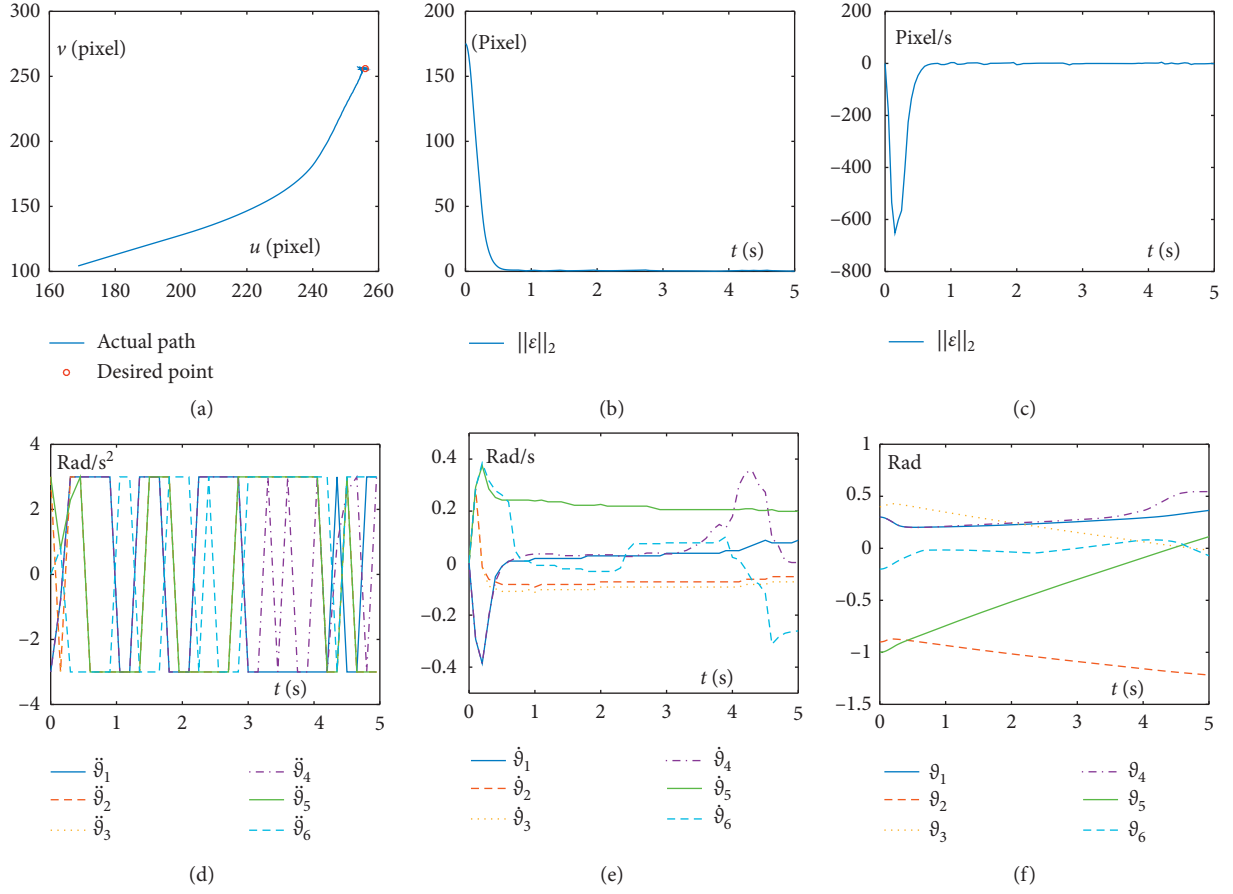 300
250
200
150
100
160
180
200
220
240
260
ν (pixel)
u (pixel)
Actual path
Desired point
(a)
200
150
100
50
0
0
1
2
3
4
5
(Pixel)
t (s)
||ε||₂
(b)
200
0
–200
–400
–600
–800
0
1
2
3
4
5
Pixel/s
t (s)
||ε||₂
(c)
4
2
0
–2
–4
0
1
2
3
4
5
Rad/s²
t (s)
ϑ̈₁
ϑ̈₂
ϑ̈₃
ϑ̈₄
ϑ̈₅
ϑ̈₆
(d)
0.4
0.2
0
–0.2
–0.4
0
1
2
3
4
5
Rad/s
t (s)
ϑ̇₁
ϑ̇₂
ϑ̇₃
ϑ̇₄
ϑ̇₅
ϑ̇₆
(e)
1
0.5
0
–0.5
–1
–1.5
0
1
2
3
4
5
Rad
t (s)
ϑ₁
ϑ₂
ϑ₃
ϑ₄
ϑ₅
ϑ₆
(f)